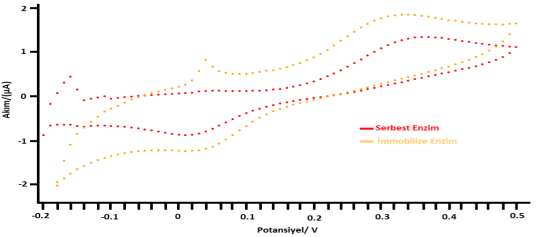 2
1
0
-1
-2
Akım/(µA)
Serbest Enzim
İmmobilize Enzim
-0.2 -0.1 0 0.1 0.2 0.3 0.4 0.5
Potansiyel/ V